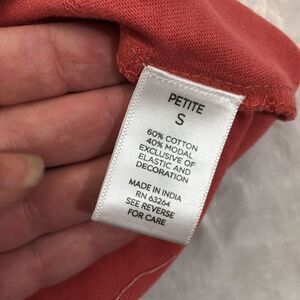 PETITE
S
60% COTTON
40% MODAL
EXCLUSIVE OF
ELASTIC AND
DECORATION
MADE IN INDIA
RN 63264
SEE REVERSE
FOR CARE